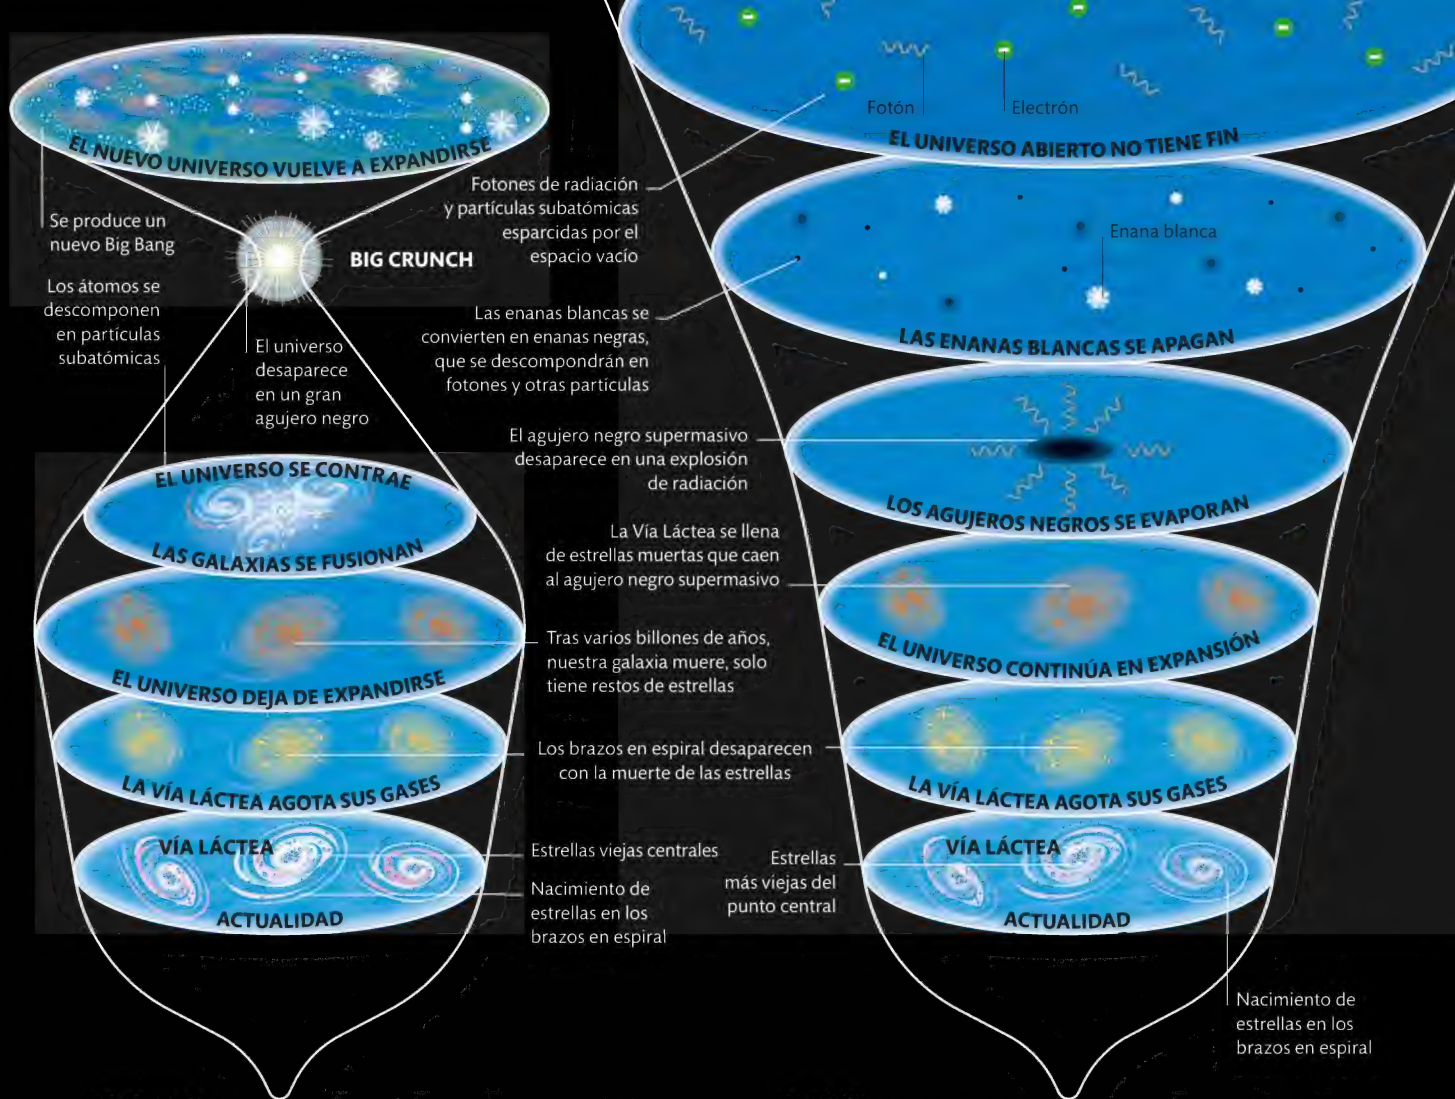 EL NUEVO UNIVERSO VUELVE A EXPANDIRSE
Se produce un
nuevo Big Bang
BIG CRUNCH
Los átomos se
descomponen
en partículas
subatómicas
El universo
desaparece
en un gran
agujero negro
EL UNIVERSO SE CONTRAE
LAS GALAXIAS SE FUSIONAN
EL UNIVERSO DEJA DE EXPANDIRSE
LA VÍA LÁCTEA AGOTA SUS GASES
VÍA LÁCTEA
ACTUALIDAD
Fotones de radiación
y partículas subatómicas
esparcidas por el
espacio vacío
Las enanas blancas se
convierten en enanas negras,
que se descompondrán en
fotones y otras partículas
El agujero negro supermasivo
desaparece en una explosión
de radiación
La Vía Láctea se llena
de estrellas muertas que caen
al agujero negro supermasivo
Tras varios billones de años,
nuestra galaxia muere, solo
tiene restos de estrellas
Los brazos en espiral desaparecen
con la muerte de las estrellas
Estrellas viejas centrales
Nacimiento de
estrellas en los
brazos en espiral
Estrellas
más viejas del
punto central
Fotón
Electrón
EL UNIVERSO ABIERTO NO TIENE FIN
Enana blanca
LAS ENANAS BLANCAS SE APAGAN
LOS AGUJEROS NEGROS SE EVAPORAN
EL UNIVERSO CONTINÚA EN EXPANSIÓN
LA VÍA LÁCTEA AGOTA SUS GASES
VÍA LÁCTEA
ACTUALIDAD
Nacimiento de
estrellas en los
brazos en espiral